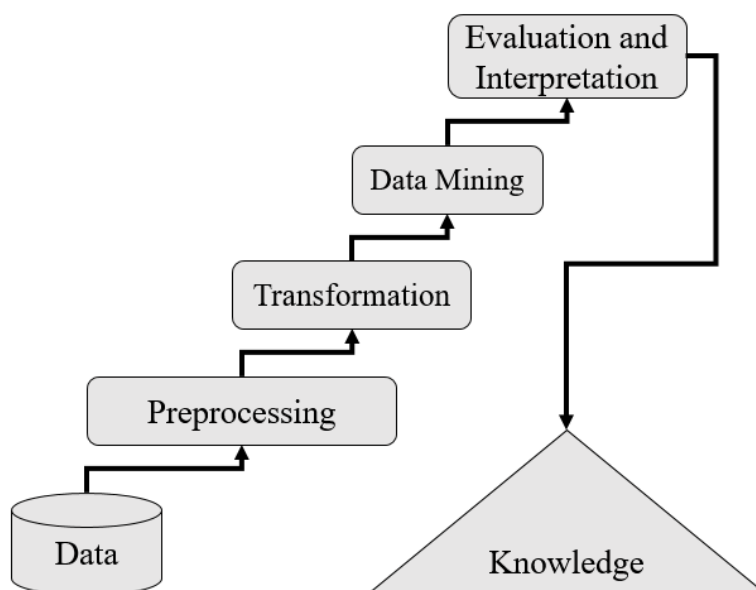 Evaluation and
Interpretation
Data Mining
Transformation
Preprocessing
Data
Knowledge